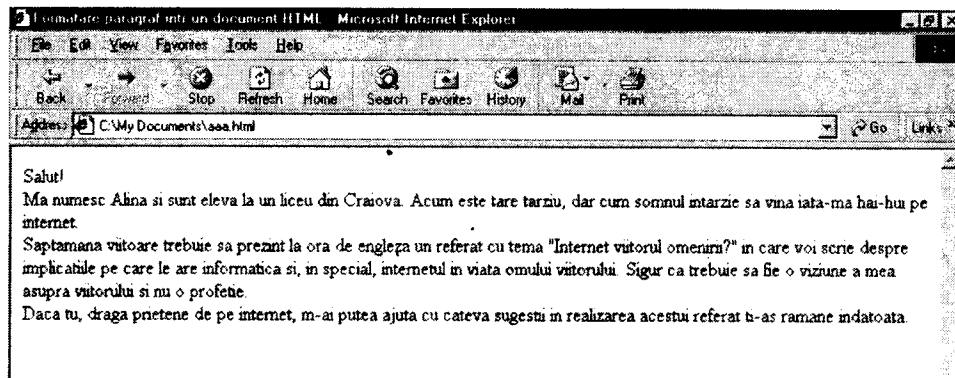 Formatare paragraf intr un document HTML - Microsoft Internet Explorer
File Edit View Favorites Tools Help
Back Forward Stop Refresh Home Search Favorites History Mail Print
Address C:\My Documents\aaa.html Go Links »
Salut!
Ma numesc Alina si sunt eleva la un liceu din Craiova. Acum este tare tarziu, dar cum somnul intarzie sa vina iata-ma hai-hui pe
internet.
Saptamana viitoare trebuie sa prezint la ora de engleza un referat cu tema "Internet viitorul omenirii?" in care voi scrie despre
implicatiile pe care le are informatica si, in special, internetul in viata omului viitorului. Sigur ca trebuie sa fie o viziune a mea
asupra viitorului si nu o profetie.
Daca tu, draga prietene de pe internet, m-ai putea ajuta cu cateva sugestii in realizarea acestui referat ti-as ramane indatoata.